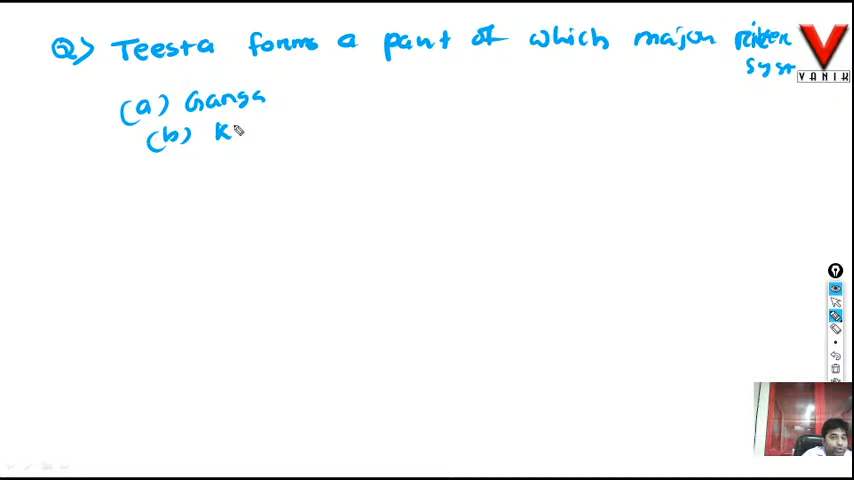 Q> Teesta forms a part of which major River
syst
VANIK
(a) Ganga
(b) K